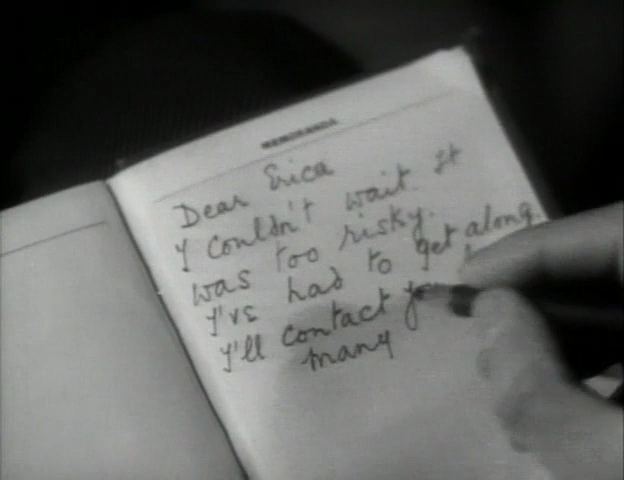 MEMORANDA
Dear Erica
I couldn't wait. It
was too risky.
I've had to get along.
I'll contact
many